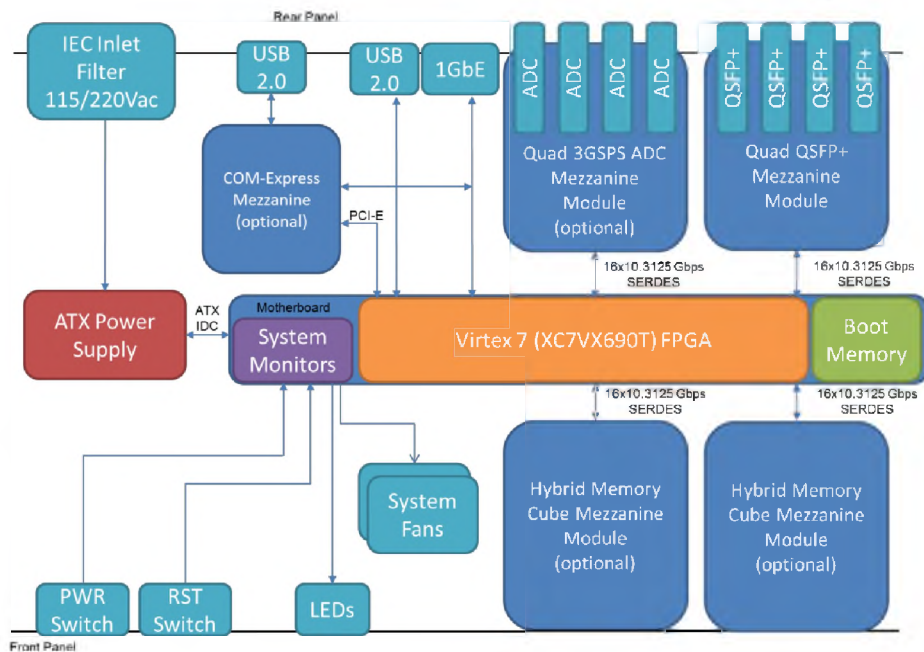 Rear Panel
IEC Inlet
Filter
115/220Vac
USB
2.0
USB
2.0
1GbE
ADC
ADC
ADC
ADC
Quad 3GSPS ADC
Mezzanine
Module
(optional)
QSFP+
QSFP+
QSFP+
QSFP+
Quad QSFP+
Mezzanine
Module
COM-Express
Mezzanine
(optional)
PCI-E
16x10.3125 Gbps
SERDES
16x10.3125 Gbps
SERDES
ATX Power
Supply
ATX
IDC
Motherboard
System
Monitors
Virtex 7 (XC7VX690T) FPGA
Boot
Memory
16x10.3125 Gbps
SERDES
16x10.3125 Gbps
SERDES
System
Fans
Hybrid Memory
Cube Mezzanine
Module
(optional)
Hybrid Memory
Cube Mezzanine
Module
(optional)
PWR
Switch
RST
Switch
LEDs
Front Panel